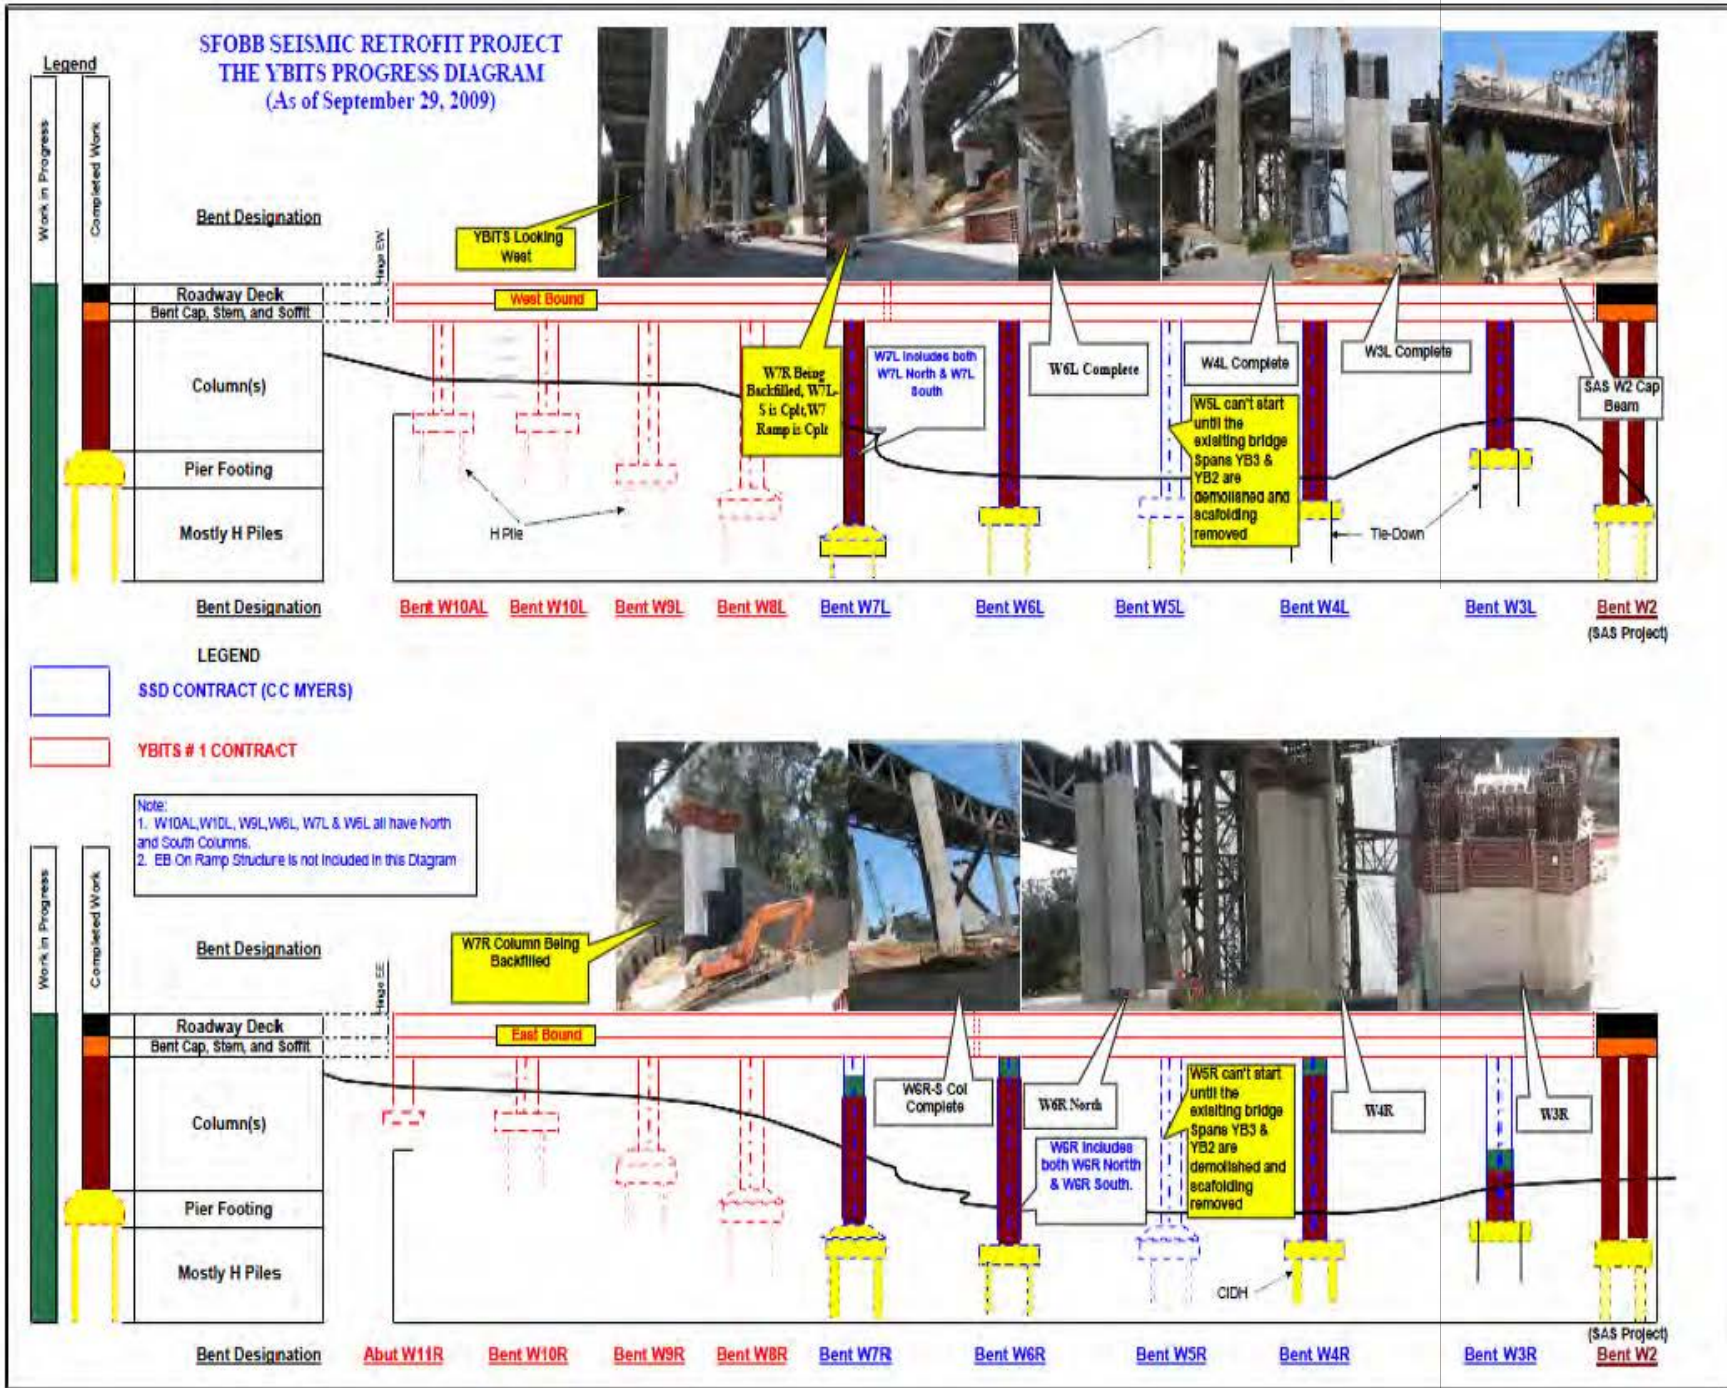 SFOBB SEISMIC RETROFIT PROJECT
THE YBITS PROGRESS DIAGRAM
(As of September 29, 2009)
Legend
Work in Progress
Completed Work
Bent Designation
Hinge EW
YBITS Looking
West
Roadway Deck
Bent Cap, Stem, and Soffit
Column(s)
Pier Footing
Mostly H Piles
West Bound
W7R Being
Backfilled, W7L-
S is Cplt,W7
Ramp is Cplt
W7L Includes both
W7L North & W7L
South
W6L Complete
W4L Complete
W3L Complete
SAS W2 Cap
Beam
W5L can't start
until the
exisiting bridge
Spans YB3 &
YB2 are
demolished and
scafolding
removed
H Pile
Tie-Down
Bent Designation
Bent W10AL
Bent W10L
Bent W9L
Bent W8L
Bent W7L
Bent W6L
Bent W5L
Bent W4L
Bent W3L
Bent W2
(SAS Project)
LEGEND
SSD CONTRACT (C C MYERS)
YBITS # 1 CONTRACT
Note:
1. W10AL,W10L, W9L,W8L, W7L & W6L all have North
and South Columns.
2. EB On Ramp Structure is not Included in this Diagram
Work in Progress
Completed Work
Bent Designation
Hinge EE
W7R Column Being
Backfilled
Roadway Deck
Bent Cap, Stem, and Soffit
Column(s)
Pier Footing
Mostly H Piles
East Bound
W6R-S Col
Complete
W6R North
W6R Includes
both W6R Nortth
& W6R South.
W5R can't start
until the
exisiting bridge
Spans YB3 &
YB2 are
demolished and
scafolding
removed
W4R
W3R
CIDH
Bent Designation
Abut W11R
Bent W10R
Bent W9R
Bent W8R
Bent W7R
Bent W6R
Bent W5R
Bent W4R
Bent W3R
(SAS Project)
Bent W2